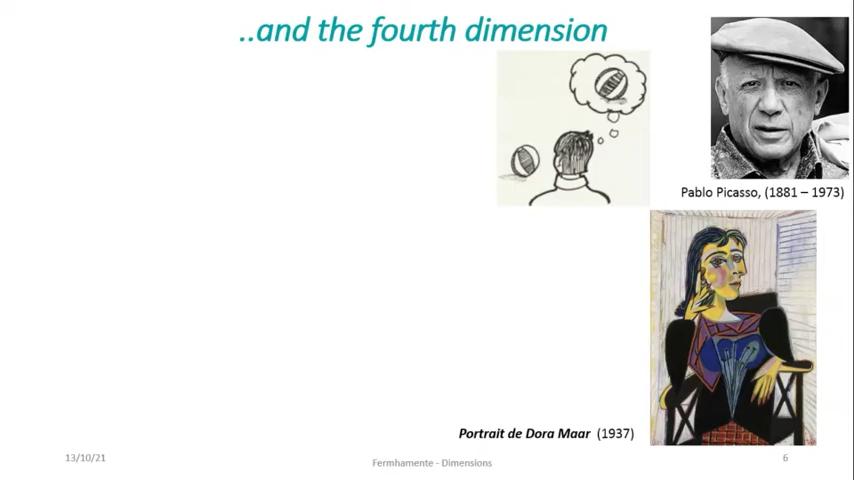 ..and the fourth dimension
Pablo Picasso, (1881 – 1973)
Portrait de Dora Maar (1937)
13/10/21
Fermhamente - Dimensions
6